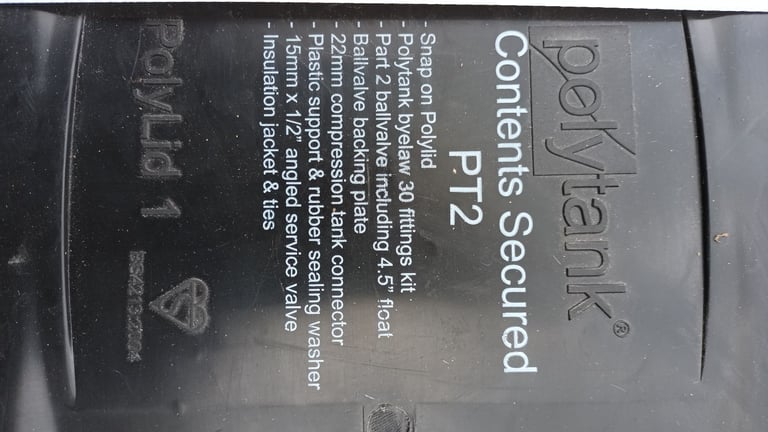 polytank®
Contents Secured
PT2
- Snap on Polylid
- Polytank byelaw 30 fittings kit
- Part 2 ballvalve including 4.5" float
- Ballvalve backing plate
- 22mm compression tank connector
- Plastic support & rubber sealing washer
- 15mm x 1/2" angled service valve
- Insulation jacket & ties
PolyLid 1
BS4213:2004